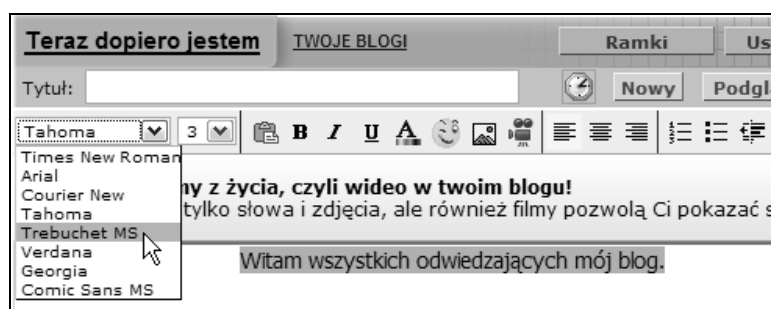 Teraz dopiero jestem TWOJE BLOGI Ramki
Tytuł: Nowy
Tahoma 3 B I U A
Times New Roman
Arial
Courier New
Tahoma
Trebuchet MS
Verdana
Georgia
Comic Sans MS
z życia, czyli wideo w twoim blogu!
tylko słowa i zdjęcia, ale również filmy pozwolą Ci pokazać
Witam wszystkich odwiedzających mój blog.